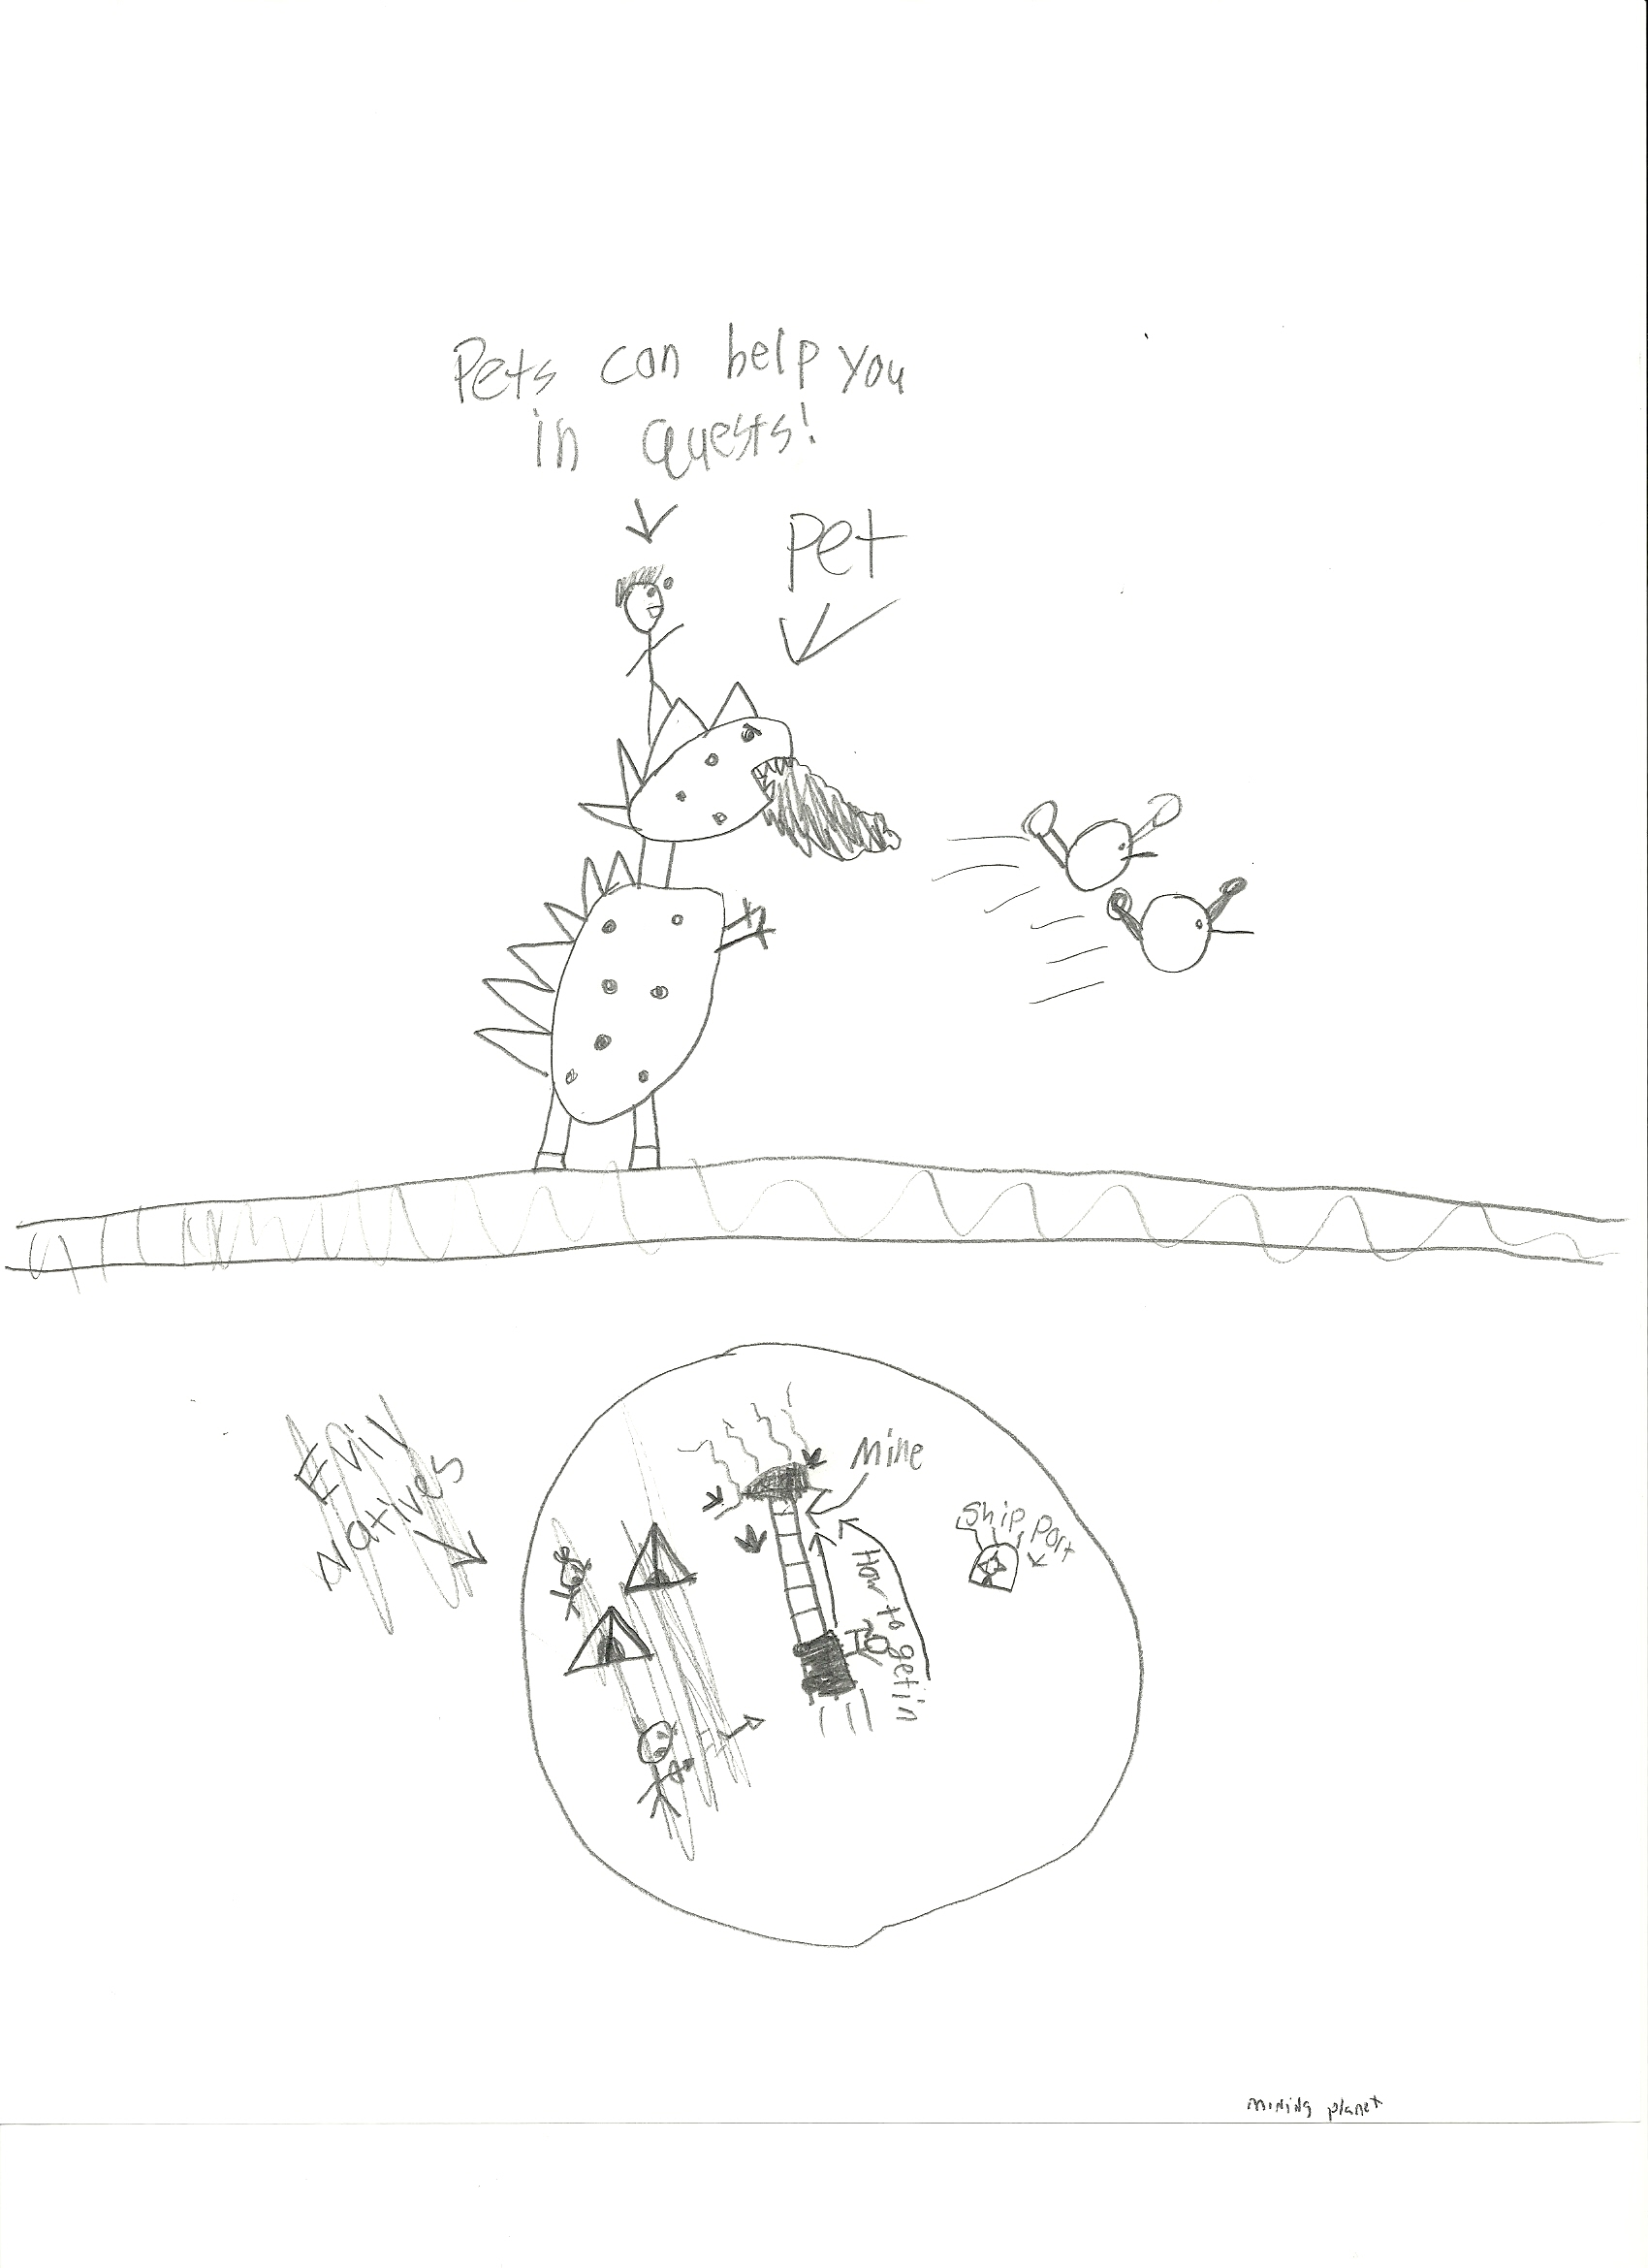 Pets can help you
in quests!
Pet
Evil
Natives
Mine
Ship Port
How to get in
mining planet